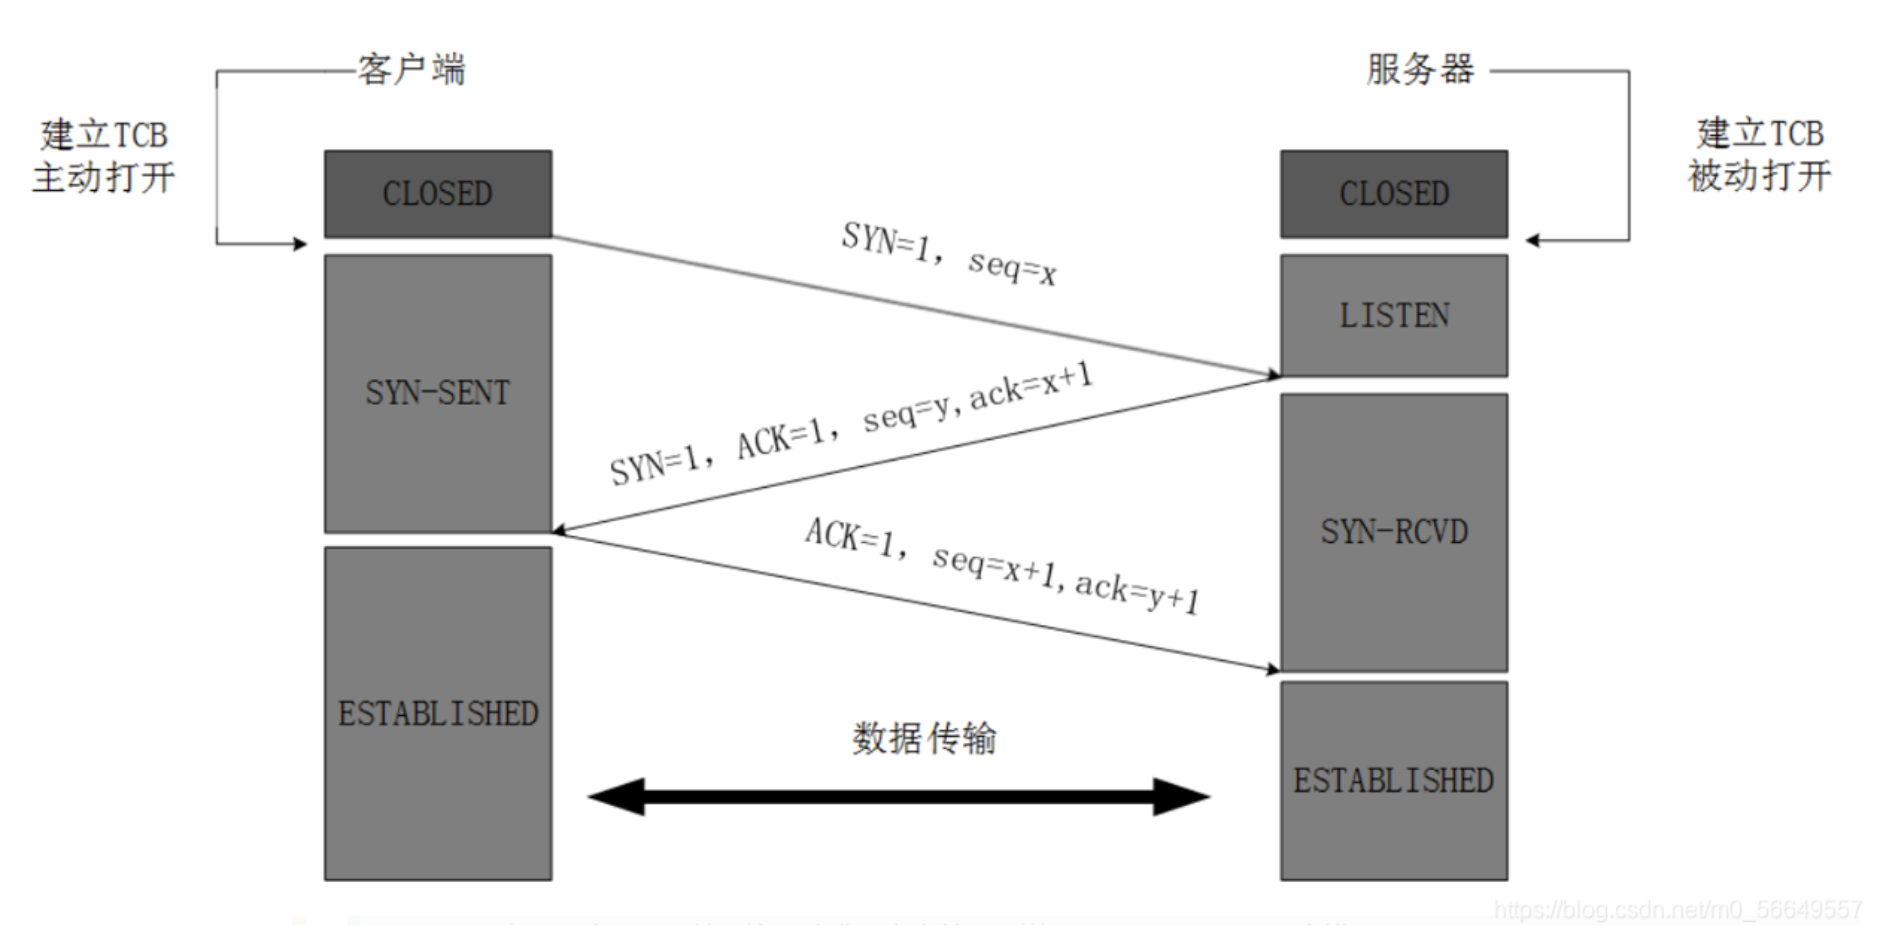 客户端
服务器
建立TCB
主动打开
建立TCB
被动打开
CLOSED
CLOSED
SYN=1, seq=x
LISTEN
SYN-SENT
SYN=1, ACK=1, seq=y,ack=x+1
ACK=1, seq=x+1,ack=y+1
SYN-RCVD
ESTABLISHED
数据传输
ESTABLISHED
https://blog.csdn.net/m0_56649557